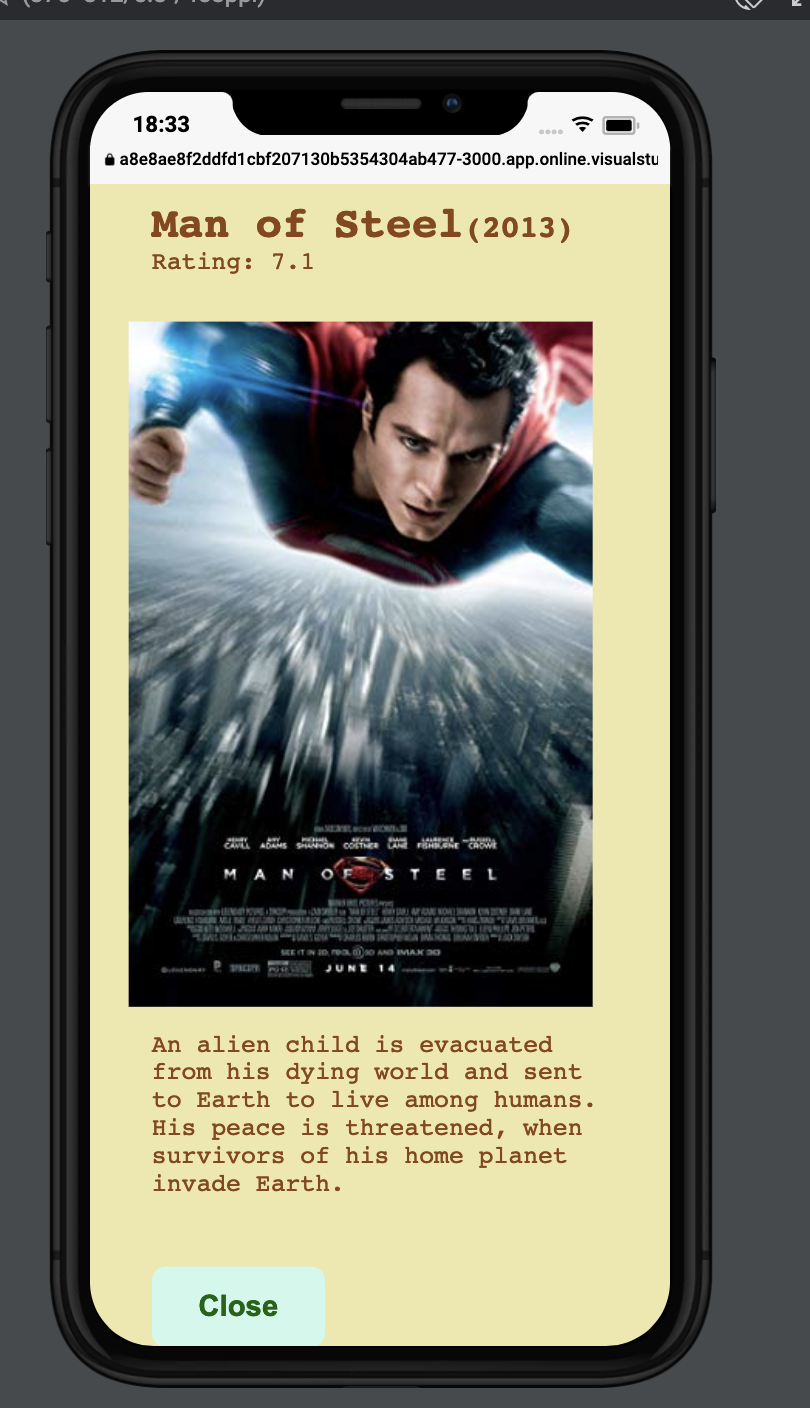 18:33
a8e8ae8f2ddfd1cbf207130b5354304ab477-3000.app.online.visualstu
Man of Steel(2013)
Rating: 7.1
HENRY CAVILL AMY ADAMS MICHAEL SHANNON KEVIN COSTNER DIANE LANE LAURENCE FISHBURNE RUSSELL CROWE
MAN OF STEEL
SEE IT IN 2D, 3D AND IMAX 3D
JUNE 14
An alien child is evacuated
from his dying world and sent
to Earth to live among humans.
His peace is threatened, when
survivors of his home planet
invade Earth.
Close